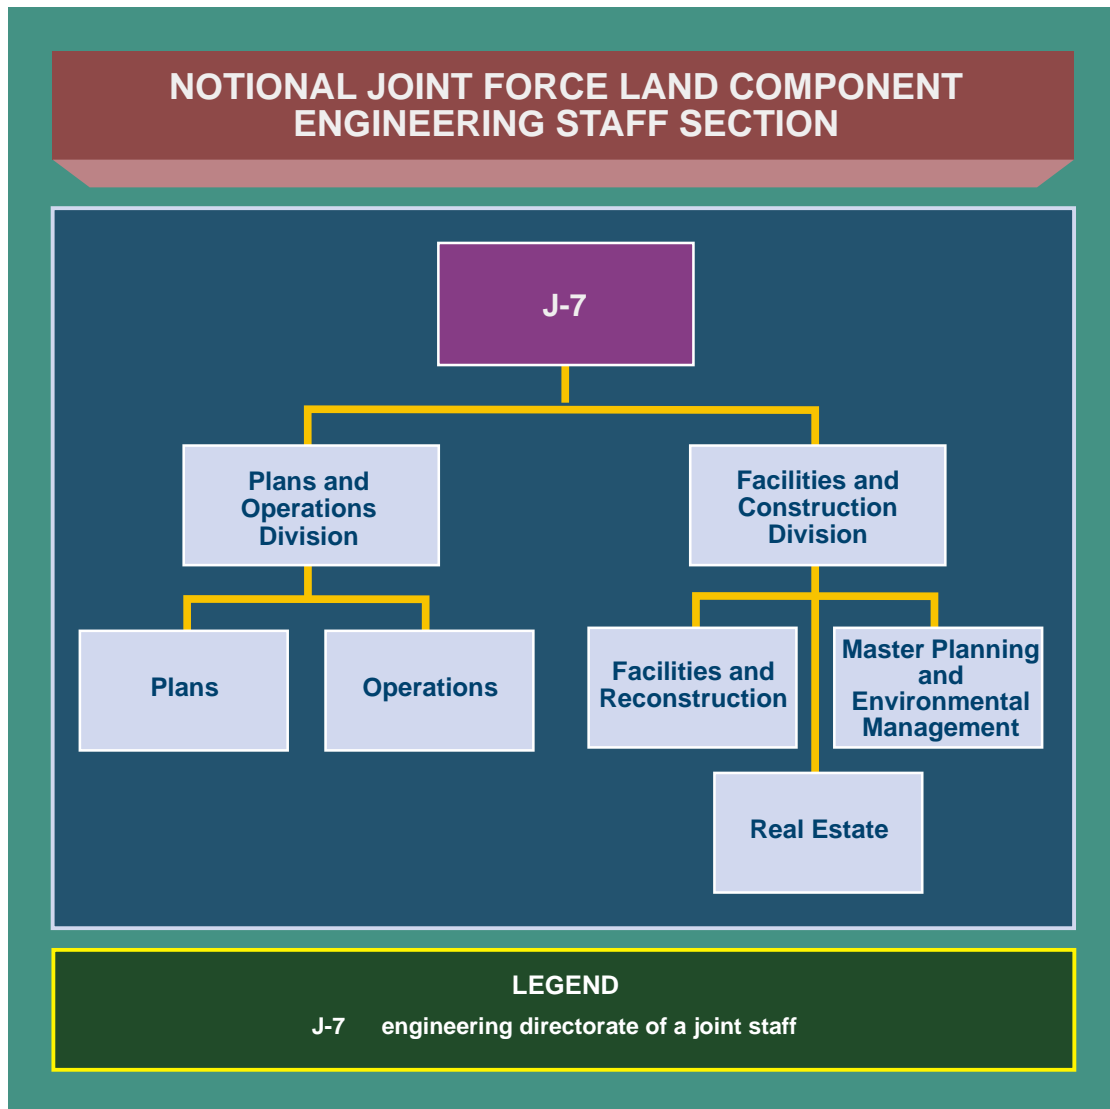 NOTIONAL JOINT FORCE LAND COMPONENT
ENGINEERING STAFF SECTION
J-7
Plans and
Operations
Division
Facilities and
Construction
Division
Plans
Operations
Facilities and
Reconstruction
Master Planning
and
Environmental
Management
Real Estate
LEGEND
J-7 engineering directorate of a joint staff